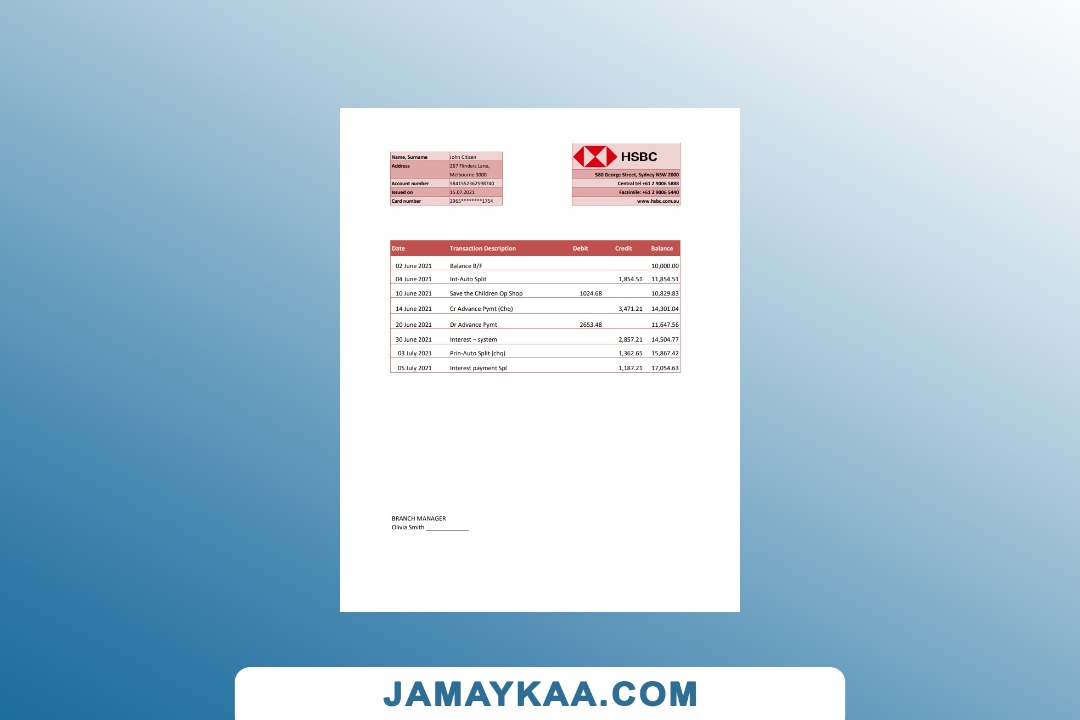 Name, Surname John Citizen
Address 287 Flinders Lane,
Melbourne 3000
Account number
Issued on 15.07.2021
Card number 2965********1754
HSBC
580 George Street, Sydney NSW 2000
Central tel +61 2 9006 5888
Facsimile: +61 2 9006 5440
www.hsbc.com.au
Date Transaction Description Debit Credit Balance
02 June 2021 Balance B/F 10,000.00
04 June 2021 Int-Auto Split 1,854.51 11,854.51
10 June 2021 Save the Children Op Shop 1024.68 10,829.83
14 June 2021 Cr Advance Pymt (Chq) 3,471.21 14,301.04
20 June 2021 Dr Advance Pymt 2653.48 11,647.56
30 June 2021 Interest – system 2,857.21 14,504.77
03 July 2021 Prin-Auto Split (chq) 1,362.65 15,867.42
05 July 2021 Interest payment Spl 1,187.21 17,054.63
BRANCH MANAGER
Olivia Smith ______________
JAMAYKAA.COM